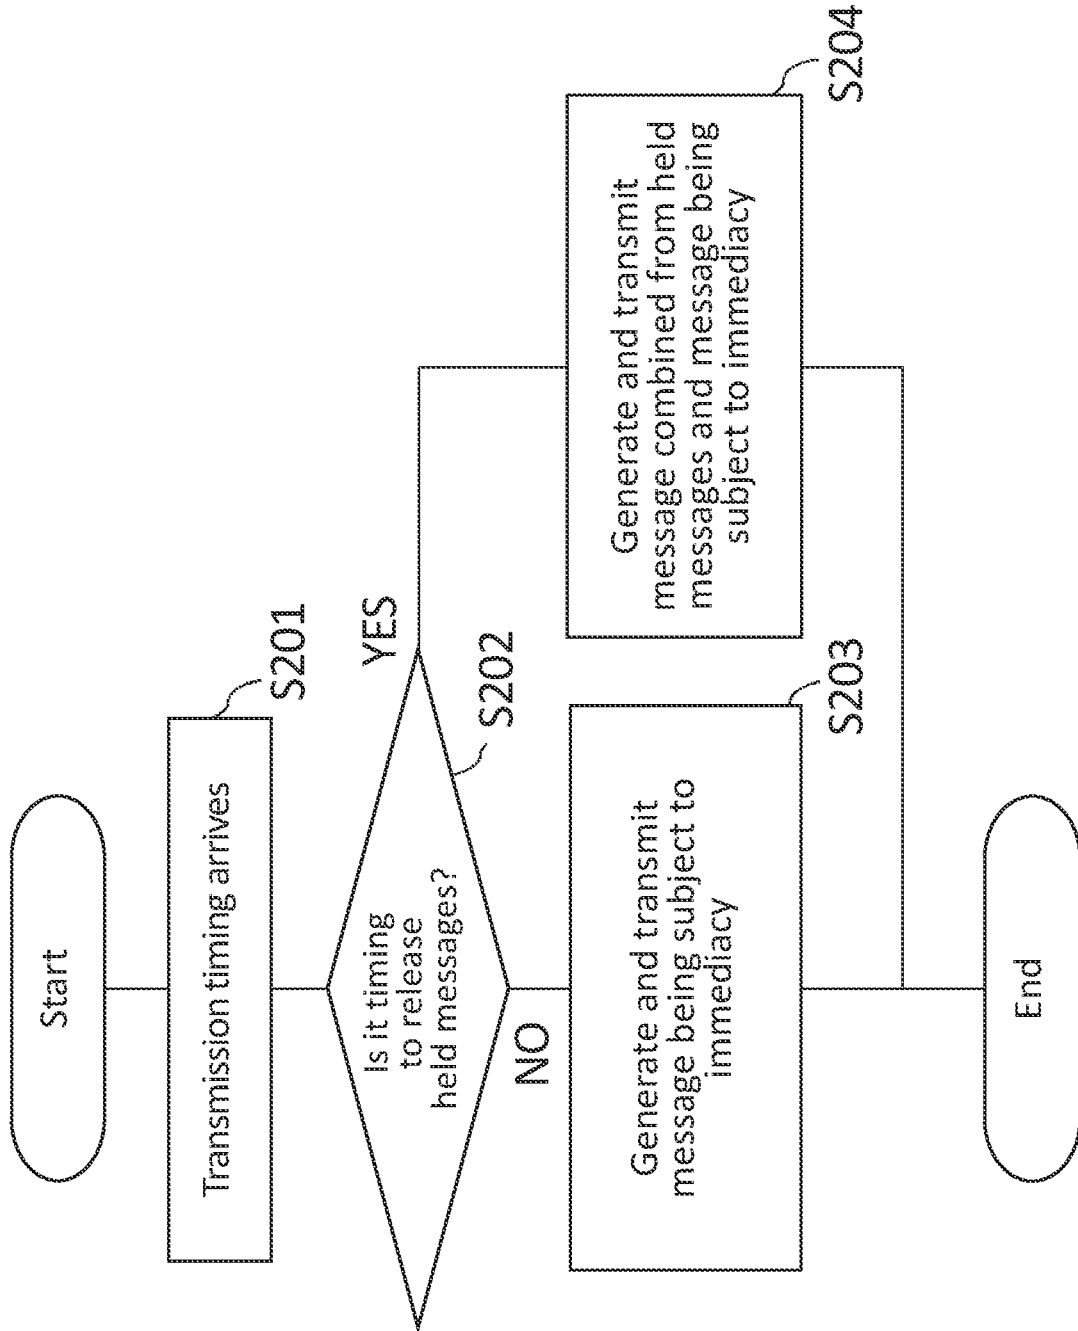 Start
Transmission timing arrives
S201
Is it timing
to release
held messages?
YES
S202
NO
Generate and transmit
message being subject to
immediacy
S203
Generate and transmit
message combined from held
messages and message being
subject to immediacy
S204
End